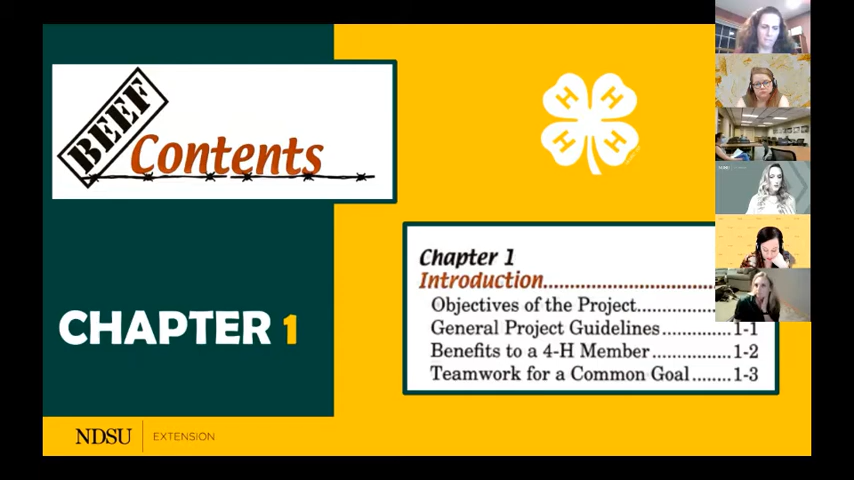 BEEF
Contents
CHAPTER 1
NDSU
EXTENSION
H H
H H
Chapter 1
Introduction..............................
Objectives of the Project.............
General Project Guidelines ............. 1-1
Benefits to a 4-H Member ............. 1-2
Teamwork for a Common Goal ........ 1-3